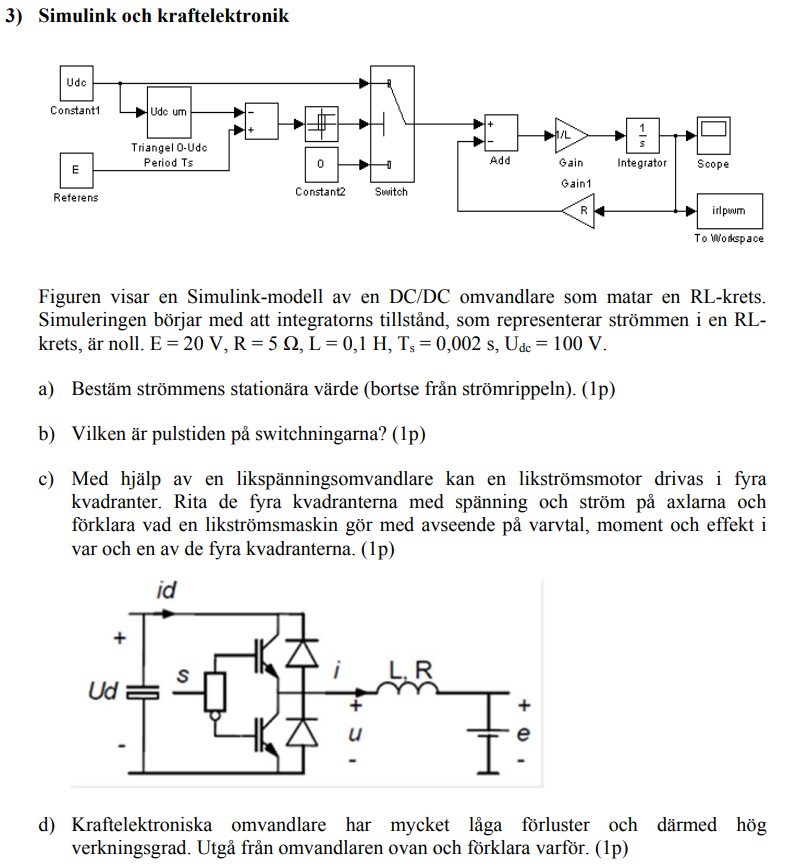 3) Simulink och kraftelektronik
Udc
Constant1
Udc um
Triangel 0-Udc
Period Ts
E
Referens
-
+
0
Constant2
Switch
+
-
Add
1/L
Gain
1
s
Integrator
Scope
Gain1
R
irlpwm
To Workspace
Figuren visar en Simulink-modell av en DC/DC omvandlare som matar en RL-krets.
Simuleringen börjar med att integratorns tillstånd, som representerar strömmen i en RL-
krets, är noll. E = 20 V, R = 5 Ω, L = 0,1 H, Ts = 0,002 s, Udc = 100 V.
a) Bestäm strömmens stationära värde (bortse från strömrippeln). (1p)
b) Vilken är pulstiden på switchningarna? (1p)
c) Med hjälp av en likspänningsomvandlare kan en likströmsmotor drivas i fyra
kvadranter. Rita de fyra kvadranterna med spänning och ström på axlarna och
förklara vad en likströmsmaskin gör med avseende på varvtal, moment och effekt i
var och en av de fyra kvadranterna. (1p)
id
+
Ud
-
s
i
L, R
+
u
-
+
e
-
d) Kraftelektroniska omvandlare har mycket låga förluster och därmed hög
verkningsgrad. Utgå från omvandlaren ovan och förklara varför. (1p)